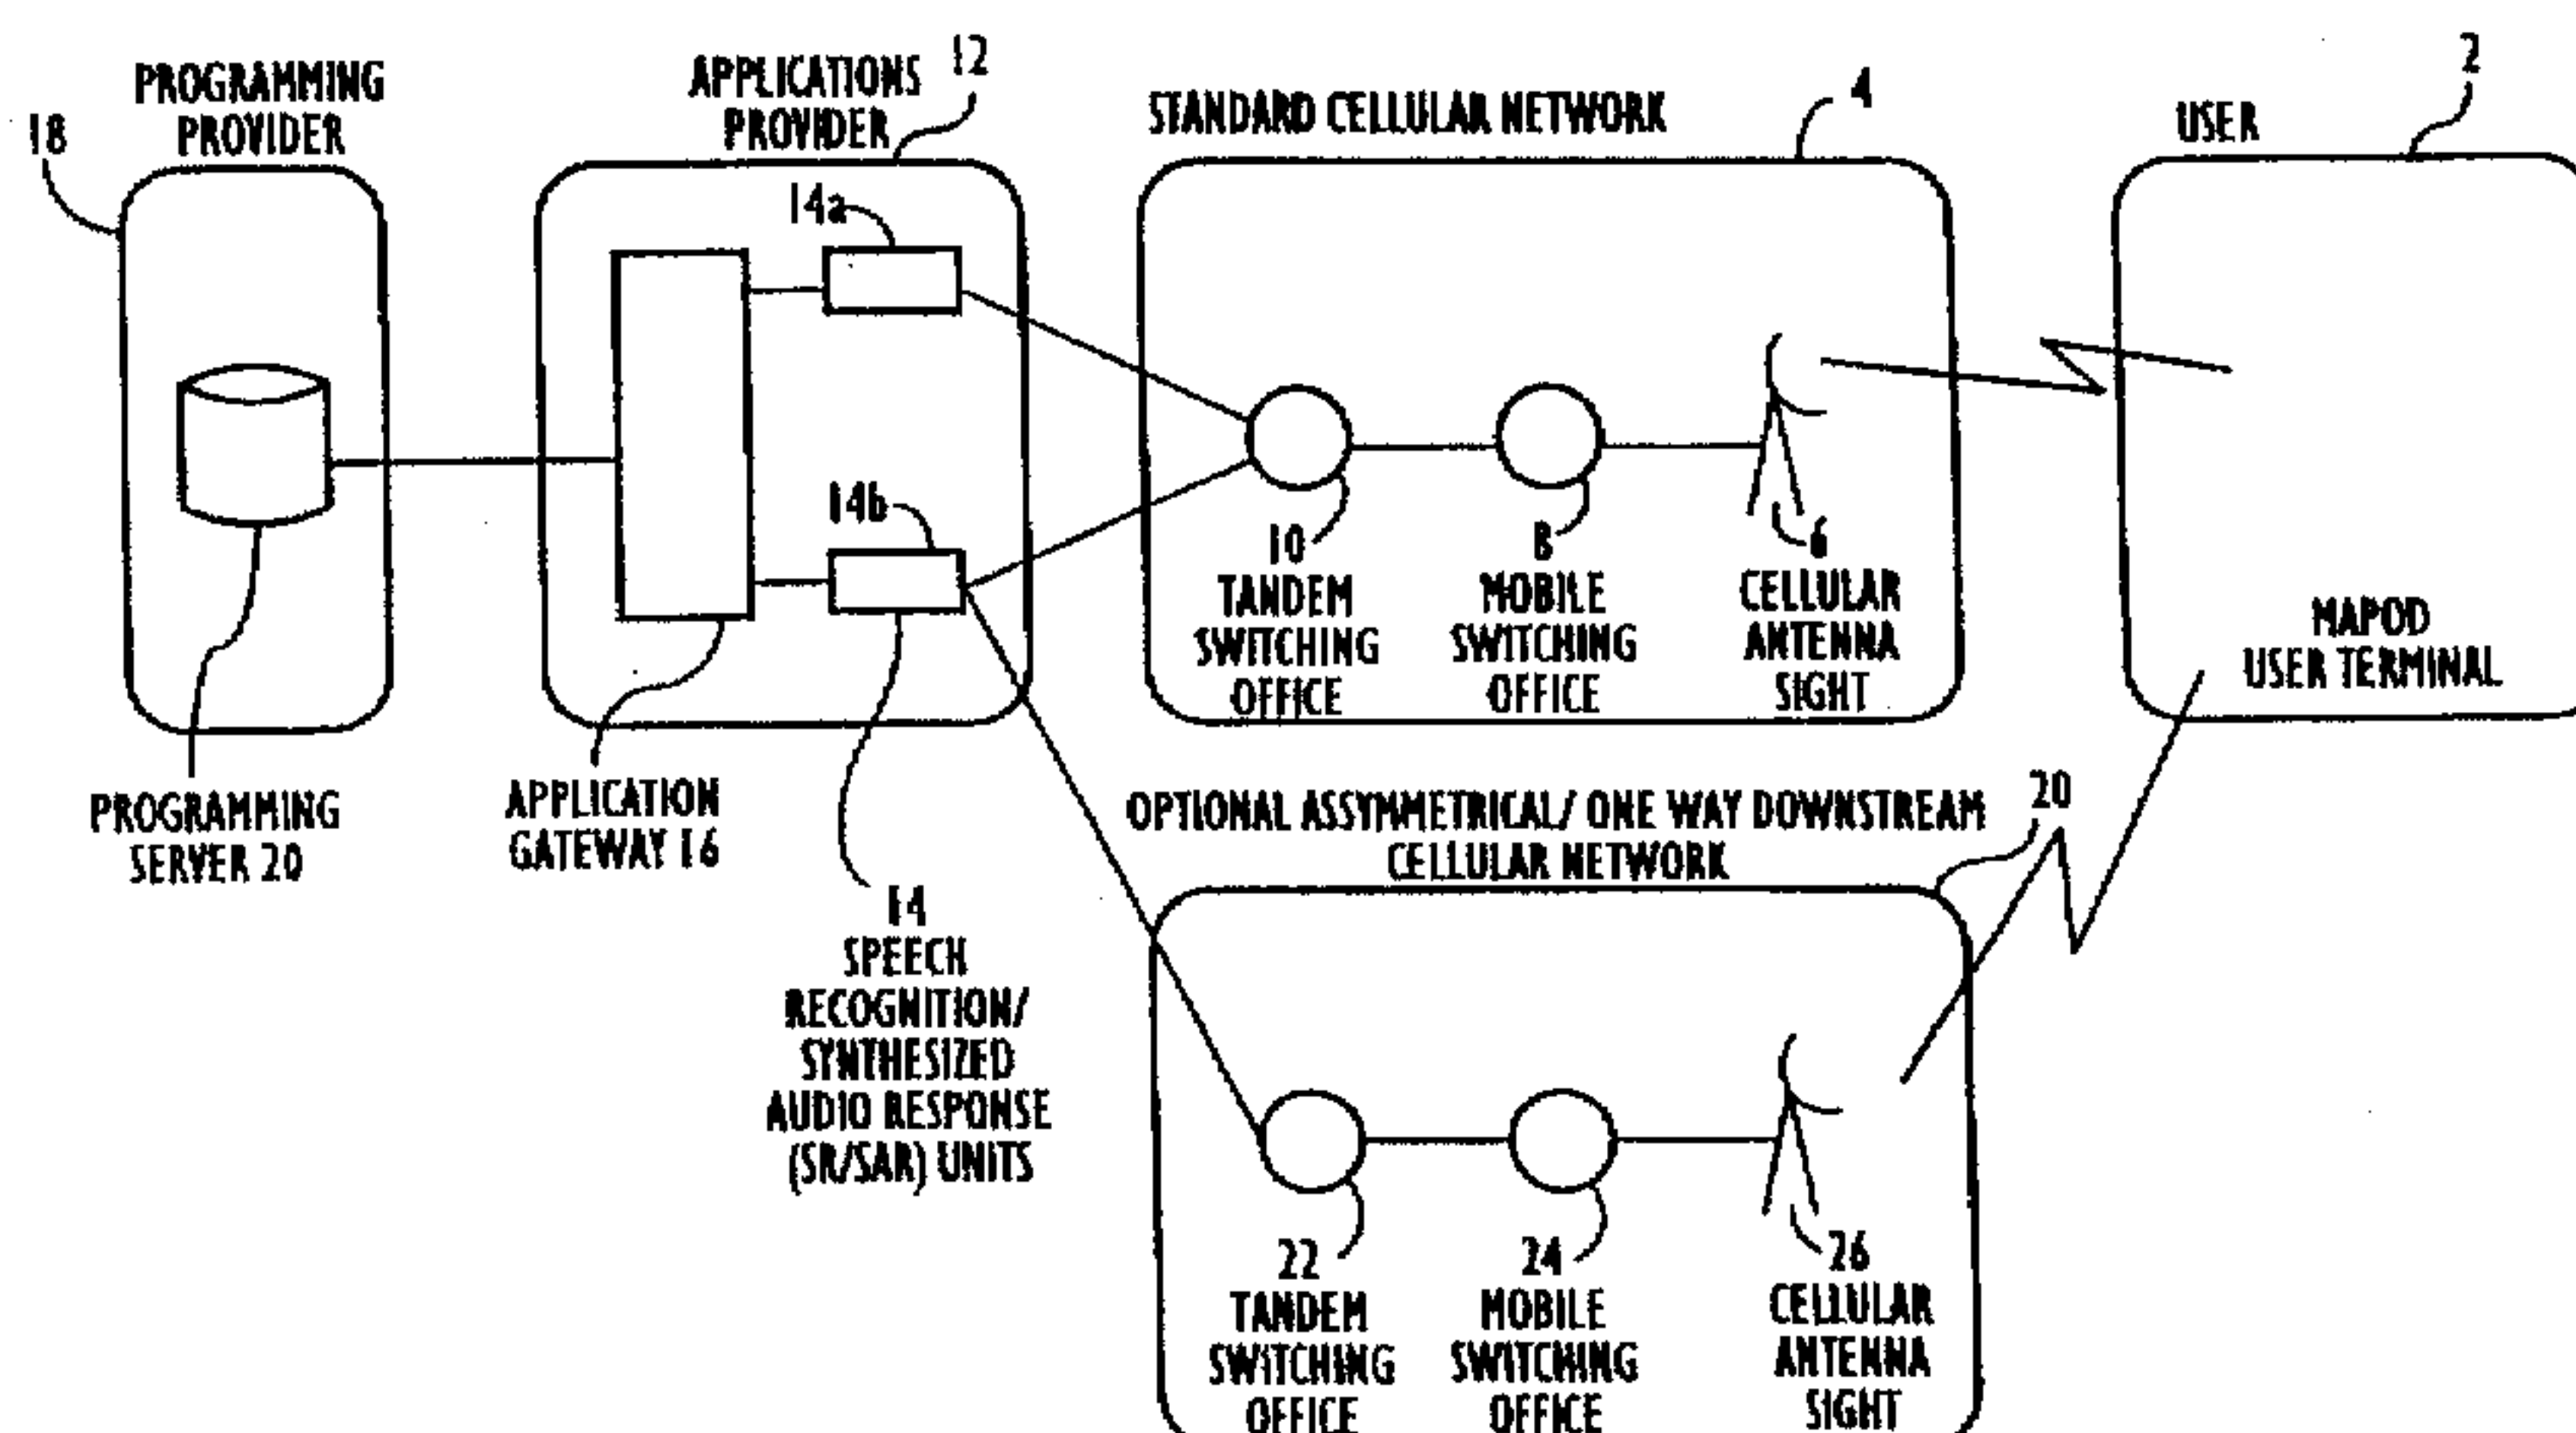 PROGRAMMING
PROVIDER
18
APPLICATIONS
PROVIDER
12
STANDARD CELLULAR NETWORK
4
USER
2
14a
14b
10
TANDEM
SWITCHING
OFFICE
8
MOBILE
SWITCHING
OFFICE
6
CELLULAR
ANTENNA
SIGHT
MAPOD
USER TERMINAL
PROGRAMMING
SERVER 20
APPLICATION
GATEWAY 16
14
SPEECH
RECOGNITION/
SYNTHESIZED
AUDIO RESPONSE
(SR/SAR) UNITS
OPTIONAL ASSYMMETRICAL/ ONE WAY DOWNSTREAM
CELLULAR NETWORK
20
22
TANDEM
SWITCHING
OFFICE
24
MOBILE
SWITCHING
OFFICE
26
CELLULAR
ANTENNA
SIGHT